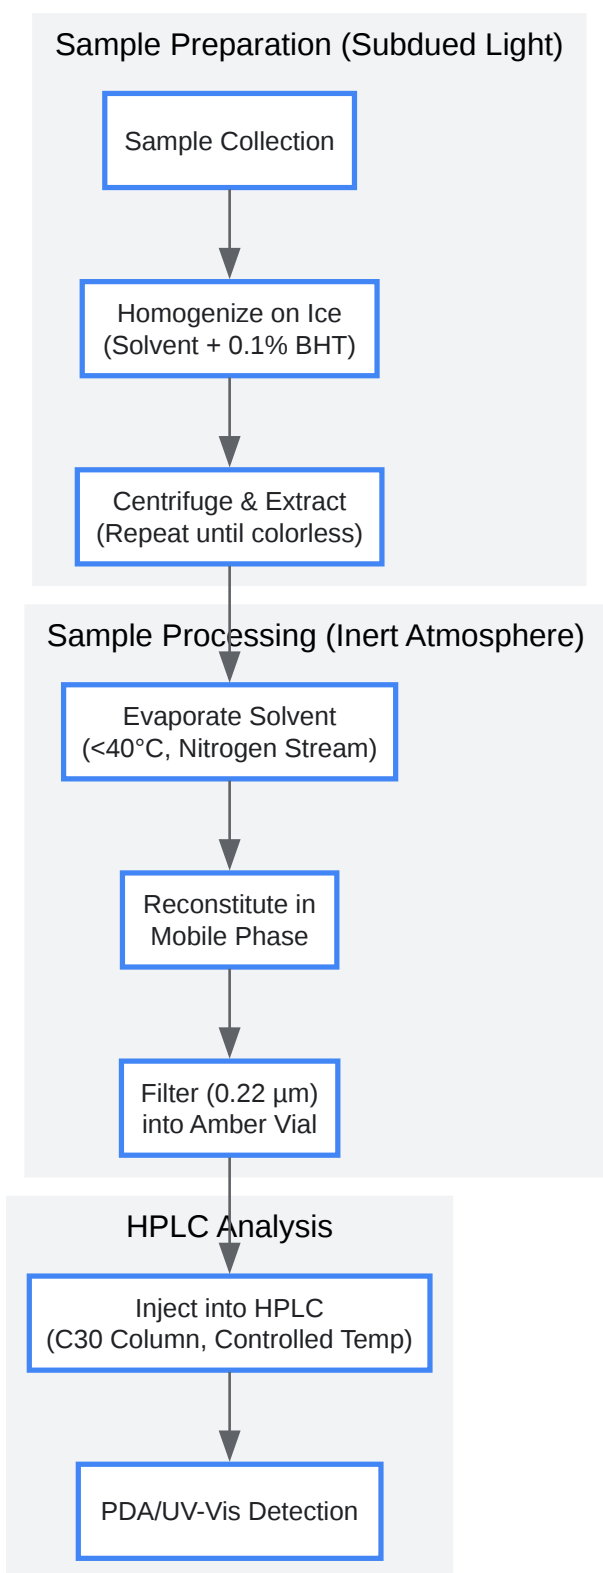 Sample Preparation (Subdued Light)
Sample Collection
Homogenize on Ice
(Solvent + 0.1% BHT)
Centrifuge & Extract
(Repeat until colorless)
Sample Processing (Inert Atmosphere)
Evaporate Solvent
(<40°C, Nitrogen Stream)
Reconstitute in
Mobile Phase
Filter (0.22 µm)
into Amber Vial
HPLC Analysis
Inject into HPLC
(C30 Column, Controlled Temp)
PDA/UV-Vis Detection